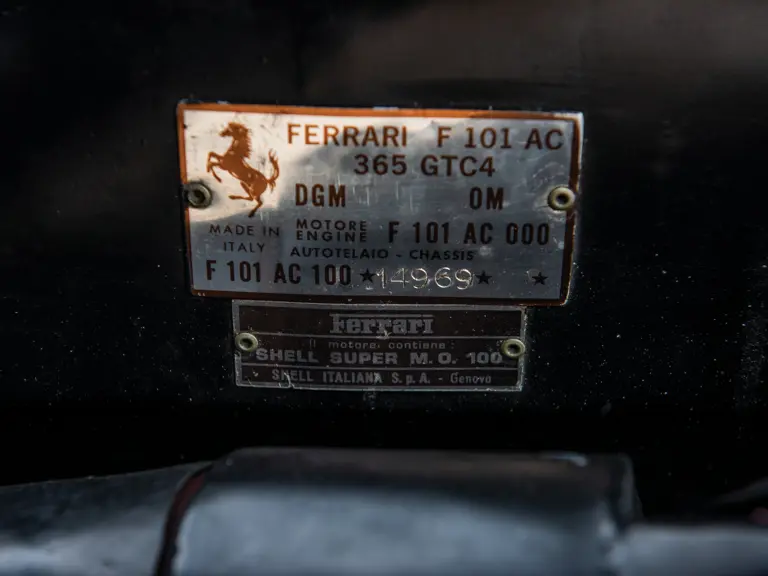 FERRARI F 101 AC
365 GTC4
DGM OM
MADE IN ITALY
MOTORE ENGINE F 101 AC 000
AUTOTELAIO - CHASSIS
F 101 AC 100 ★14969★ ★
Ferrari
Il motore contiene:
SHELL SUPER M.O. 100
SHELL ITALIANA S.p.A. - Genova